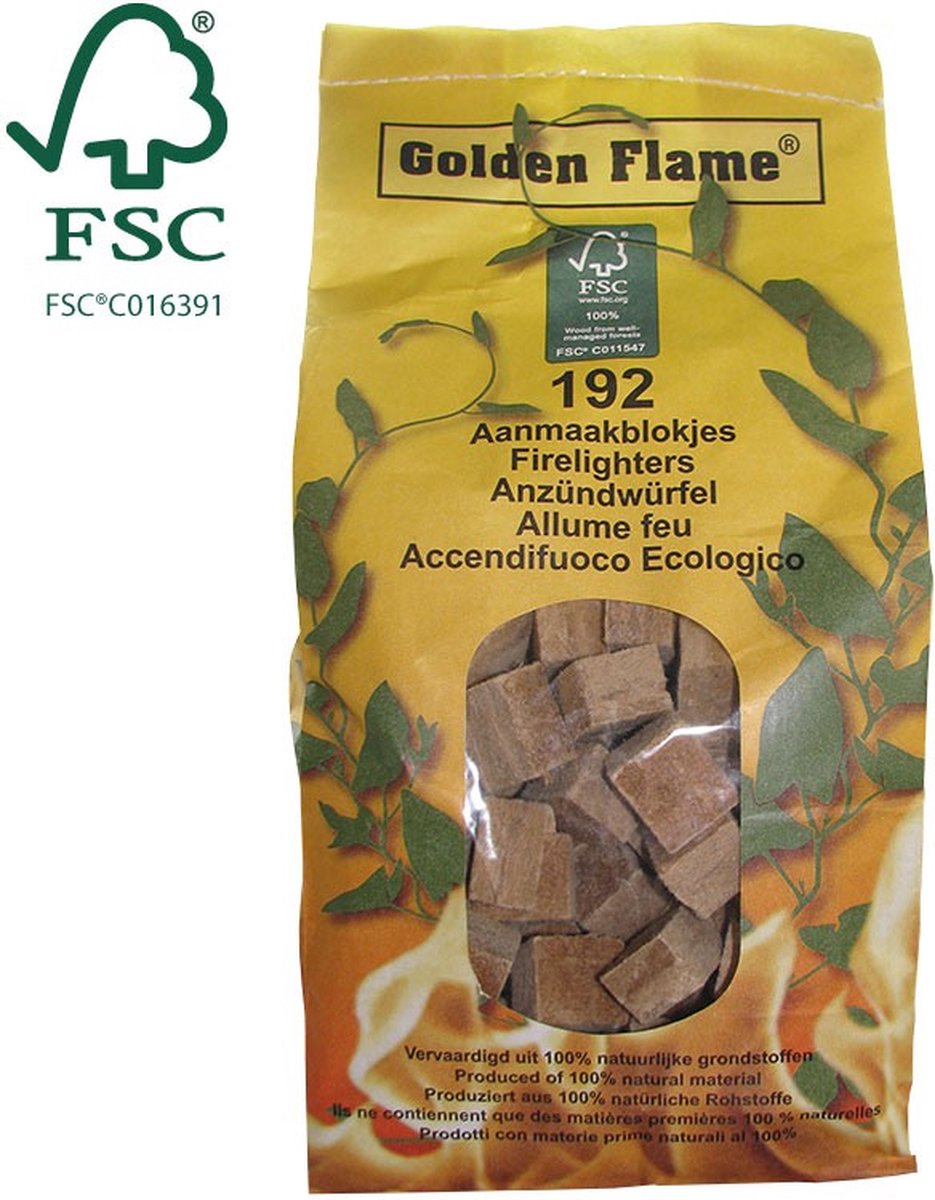 ®
FSC
FSC®C016391
Golden Flame®
®
FSC
www.fsc.org
100%
Wood from well-
managed forests
FSC® C011547
192
Aanmaakblokjes
Firelighters
Anzündwürfel
Allume feu
Accendifuoco Ecologico
Vervaardigd uit 100% natuurlijke grondstoffen
Produced of 100% natural material
Produziert aus 100% natürliche Rohstoffe
Ils ne contiennent que des matières premières 100 % naturelles
Prodotti con materie prime naturali al 100%